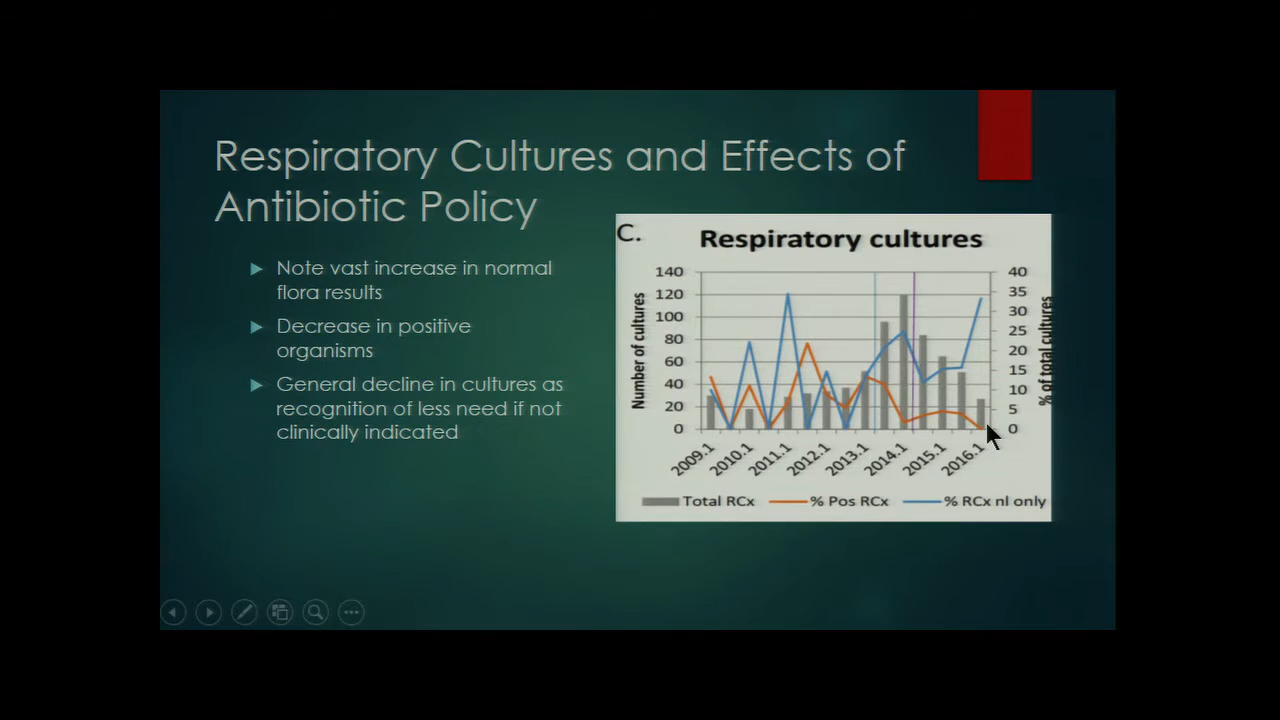 Respiratory Cultures and Effects of
Antibiotic Policy
Note vast increase in normal
flora results
Decrease in positive
organisms
General decline in cultures as
recognition of less need if not
clinically indicated
C.
Respiratory cultures
Number of cultures
140
120
100
80
60
40
20
0
40
35
30
25
20
15
10
5
0
% of total cultures
2009.1
2010.1
2011.1
2012.1
2013.1
2014.1
2015.1
2016.1
Total RCx
% Pos RCx
% RCx nl only